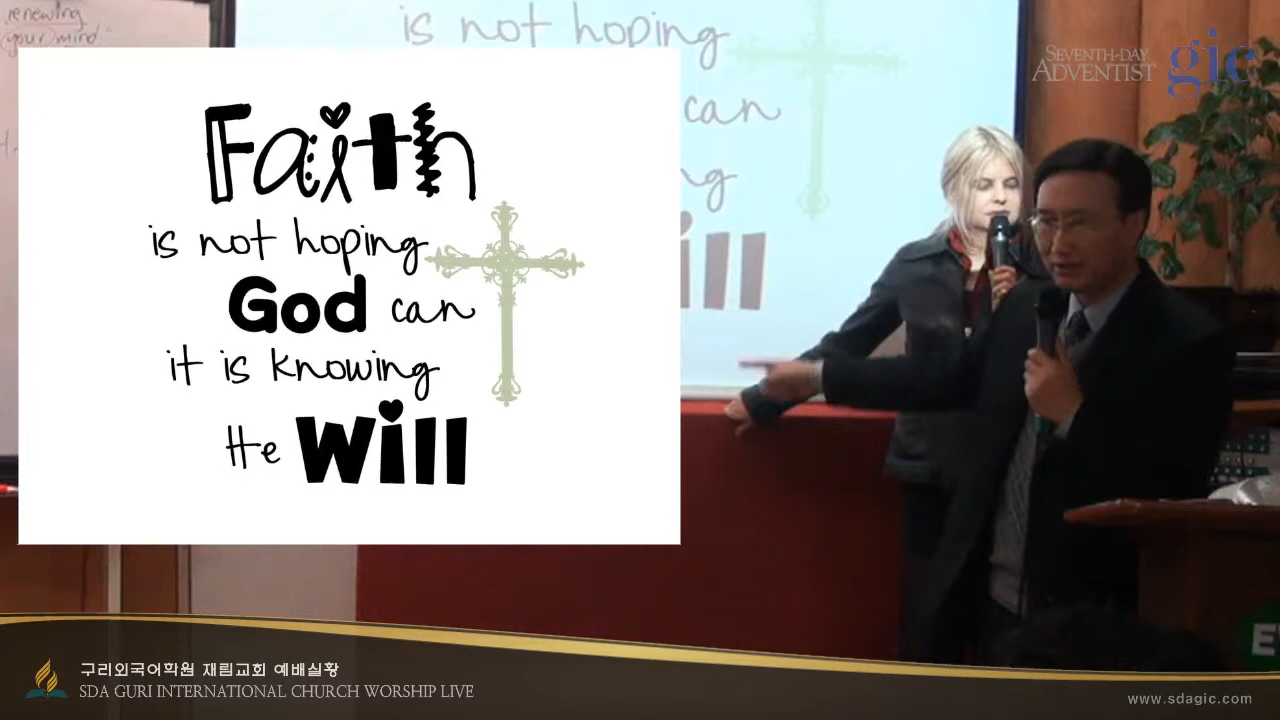 renewing
your mind
is not hoping
can
ill
SEVENTH-DAY
ADVENTIST
gic
Faith
is not hoping
God can
it is knowing
He Will
구리외국어학원 재림교회 예배실황
SDA GURI INTERNATIONAL CHURCH WORSHIP LIVE
www.sdagic.com